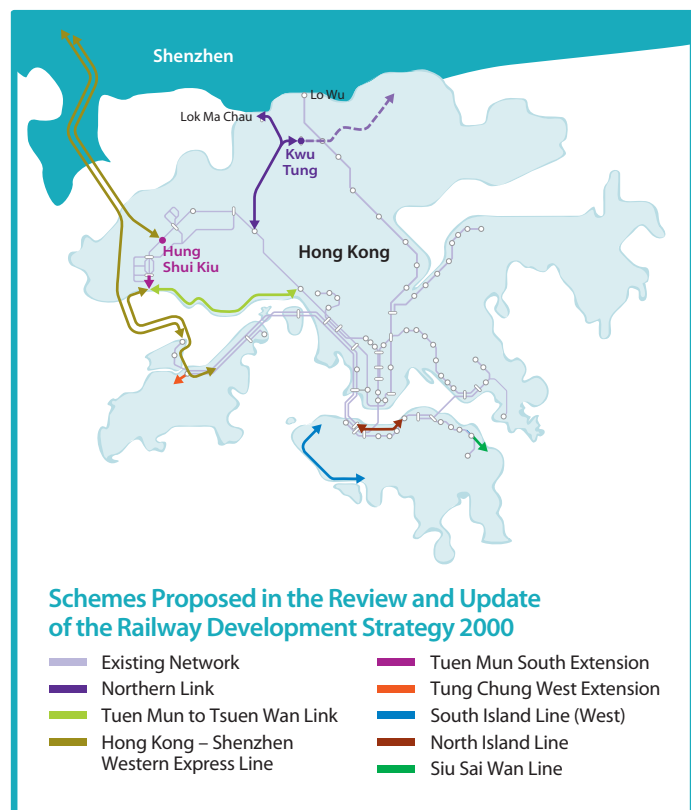 Shenzhen
Lo Wu
Lok Ma Chau
Kwu
Tung
Hung
Shui Kiu
Hong Kong
Schemes Proposed in the Review and Update
of the Railway Development Strategy 2000
Existing Network
Northern Link
Tuen Mun to Tsuen Wan Link
Hong Kong – Shenzhen
Western Express Line
Tuen Mun South Extension
Tung Chung West Extension
South Island Line (West)
North Island Line
Siu Sai Wan Line